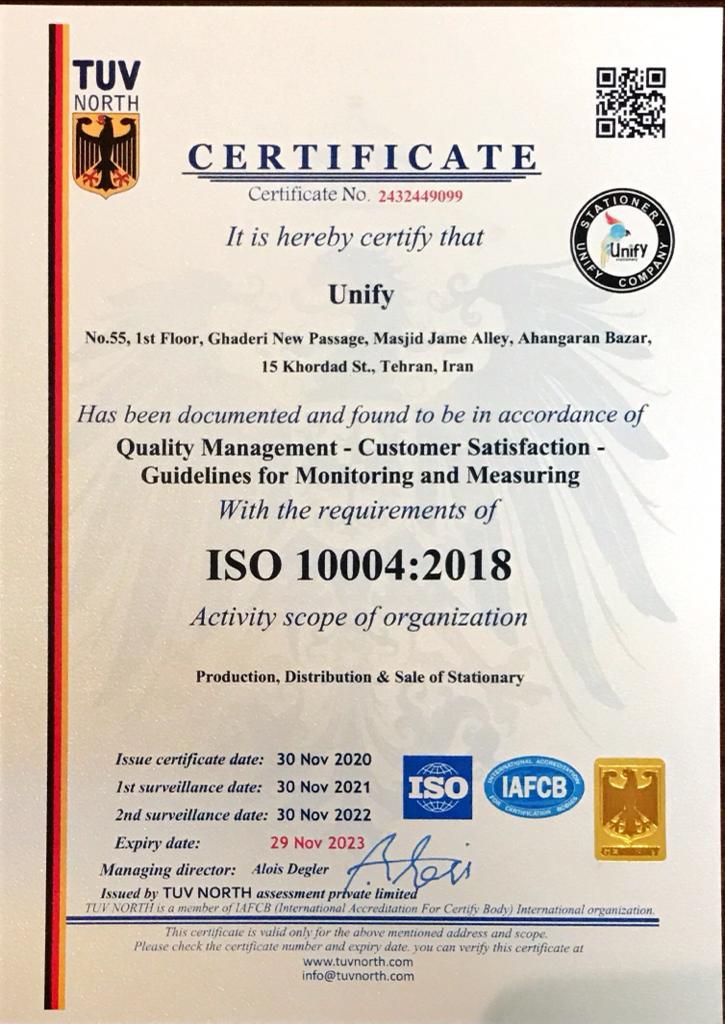 TUV
NORTH
CERTIFICATE
Certificate No. 2432449099
It is hereby certify that
STATIONERY
Unify
UNIFY COMPANY
Unify
No.55, 1st Floor, Ghaderi New Passage, Masjid Jame Alley, Ahangaran Bazar,
15 Khordad St., Tehran, Iran
Has been documented and found to be in accordance of
Quality Management - Customer Satisfaction -
Guidelines for Monitoring and Measuring
With the requirements of
ISO 10004:2018
Activity scope of organization
Production, Distribution & Sale of Stationary
Issue certificate date: 30 Nov 2020
1st surveillance date: 30 Nov 2021
2nd surveillance date: 30 Nov 2022
Expiry date: 29 Nov 2023
ISO
INTERNATIONAL ACCREDITATION
IAFCB
FOR CERTIFICATION BODIES
Managing director: Alois Degler
Issued by TUV NORTH assessment private limited
TUV NORTH is a member of IAFCB (International Accreditation For Certify Body) International organization.
This certificate is valid only for the above mentioned address and scope.
Please check the certificate number and expiry date. you can verify this certificate at
www.tuvnorth.com
info@tuvnorth.com